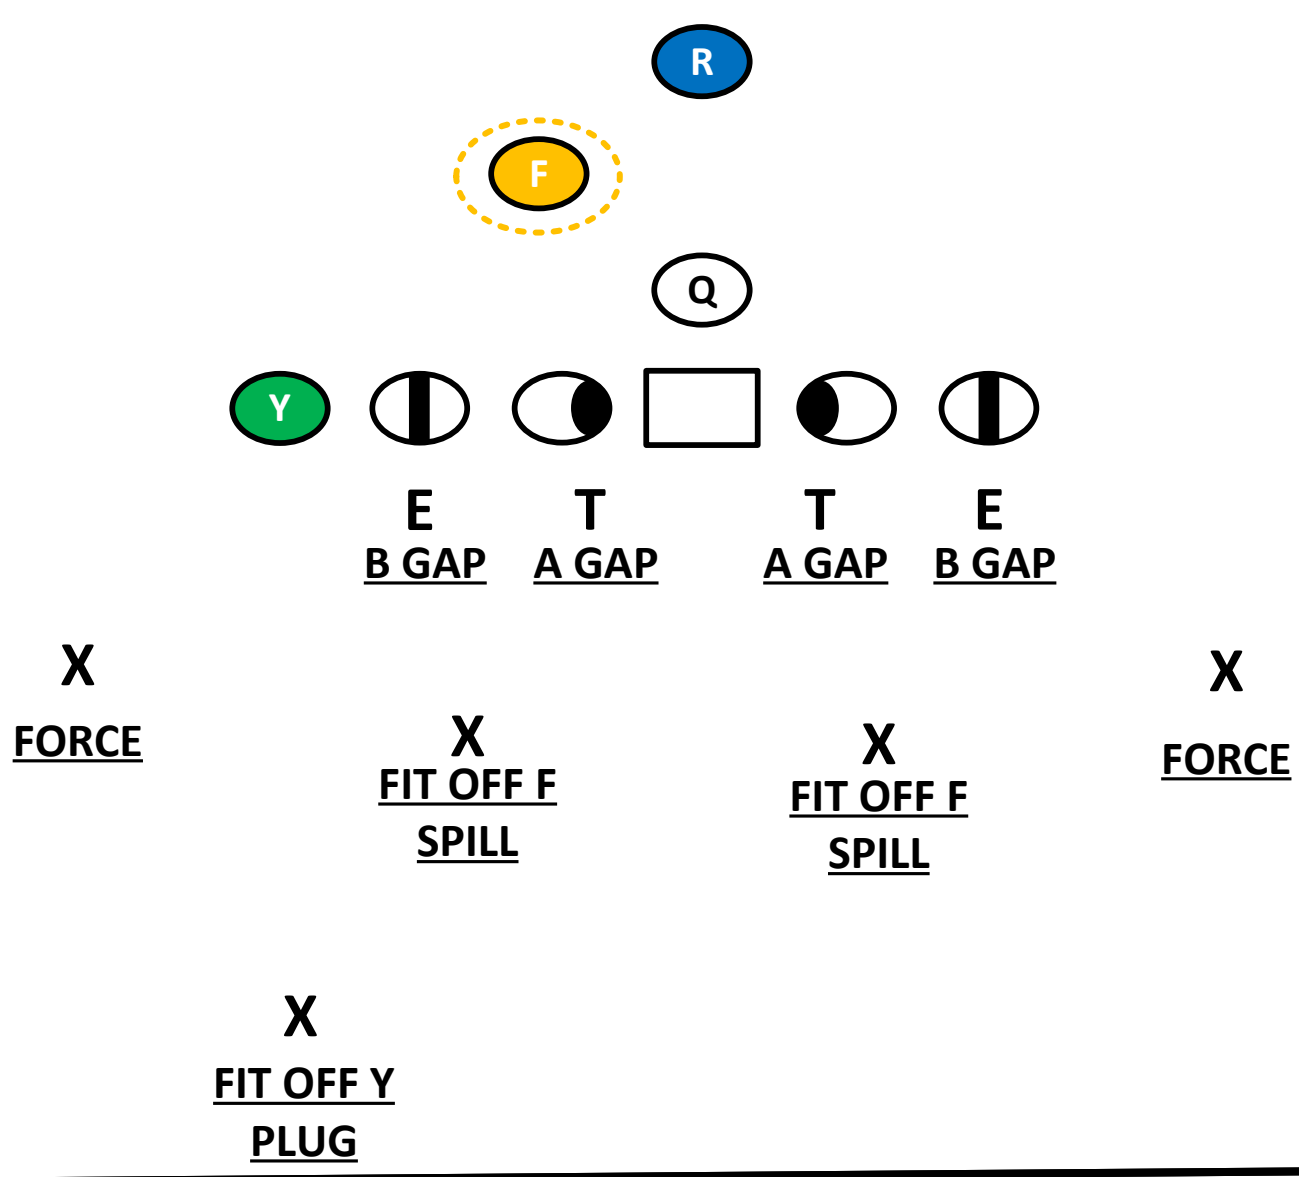 R
F
Q
Y
E T T E
B GAP A GAP A GAP B GAP
X X
FORCE FORCE
X X
FIT OFF F FIT OFF F
SPILL SPILL
X
FIT OFF Y
PLUG